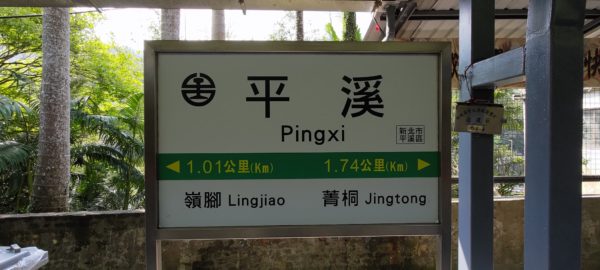 平溪
Pingxi
新北市
平溪區
1.01公里(Km) 1.74公里(Km)
嶺腳 Lingjiao 菁桐 Jingtong